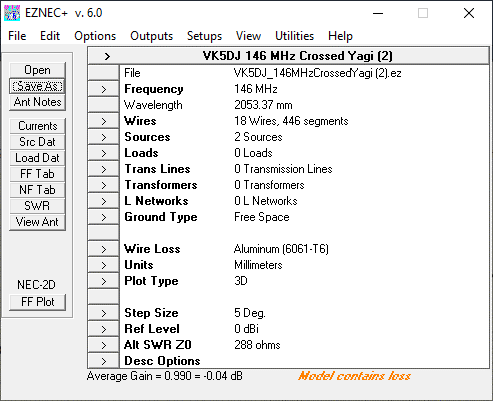 EZNEC+ v. 6.0
File Edit Options Outputs Setups View Utilities Help
> VK5DJ 146 MHz Crossed Yagi (2)
Open
Save As
Ant Notes
Currents
Src Dat
Load Dat
FF Tab
NF Tab
SWR
View Ant
NEC-2D
FF Plot
File VK5DJ_146MHzCrossedYagi (2).ez
> Frequency 146 MHz
Wavelength 2053.37 mm
> Wires 18 Wires, 446 segments
> Sources 2 Sources
> Loads 0 Loads
> Trans Lines 0 Transmission Lines
> Transformers 0 Transformers
> L Networks 0 L Networks
> Ground Type Free Space
> Wire Loss Aluminum (6061-T6)
> Units Millimeters
> Plot Type 3D
> Step Size 5 Deg.
> Ref Level 0 dBi
> Alt SWR Z0 288 ohms
> Desc Options
Average Gain = 0.990 = -0.04 dB Model contains loss